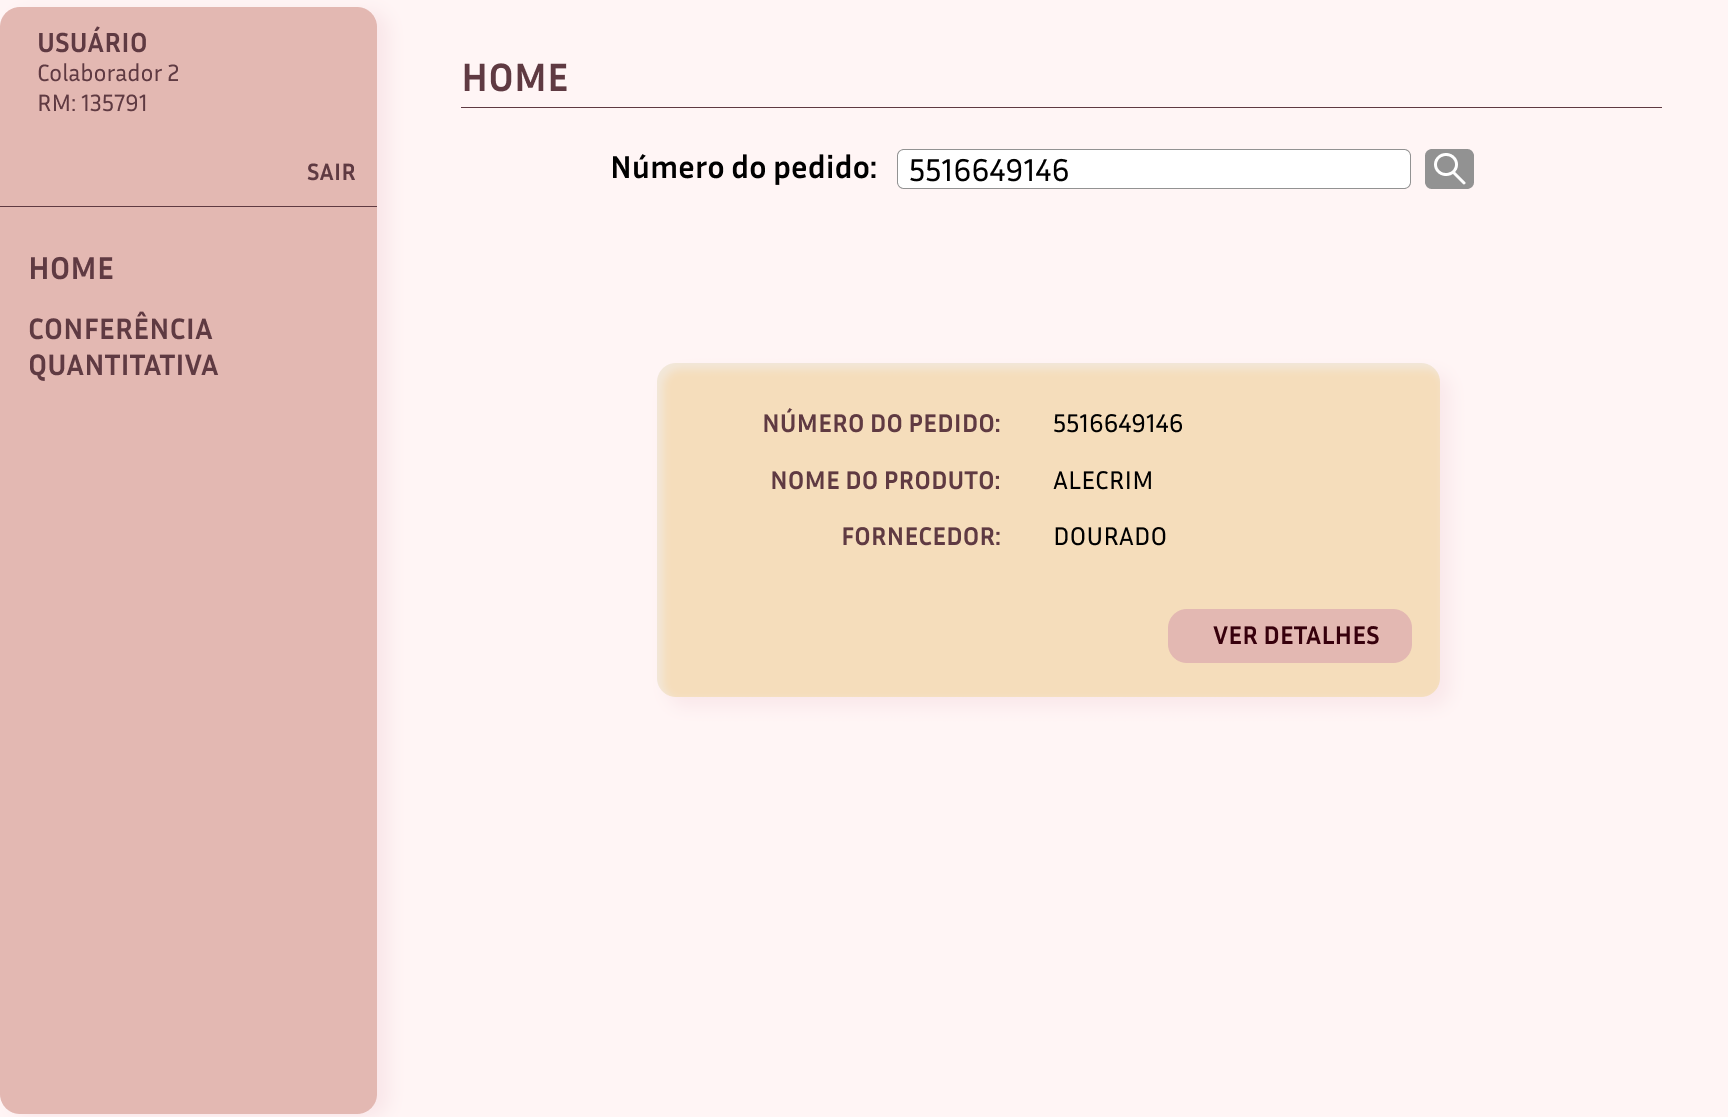 USUÁRIO
Colaborador 2
RM: 135791
SAIR
HOME
CONFERÊNCIA
QUANTITATIVA
HOME
Número do pedido: 5516649146
NÚMERO DO PEDIDO: 5516649146
NOME DO PRODUTO: ALECRIM
FORNECEDOR: DOURADO
VER DETALHES